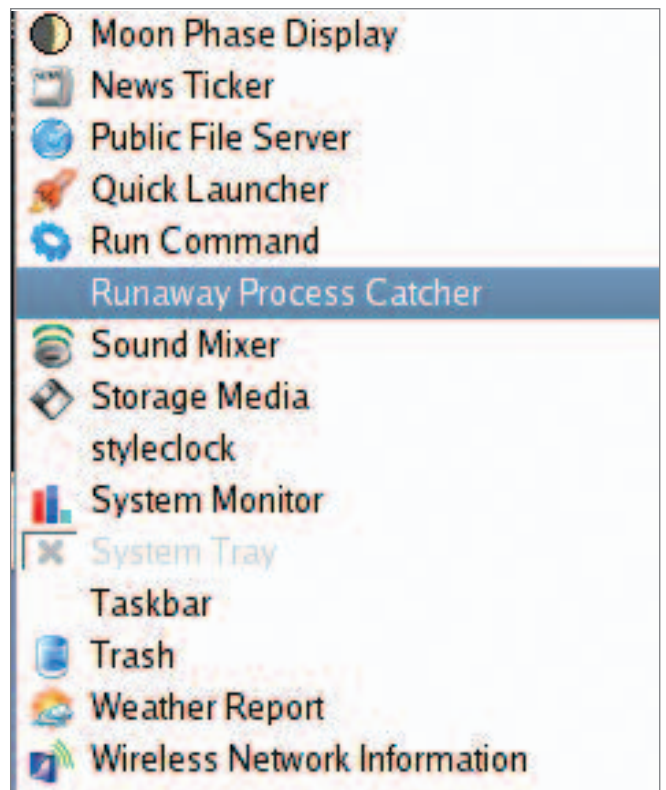 Moon Phase Display
News Ticker
Public File Server
Quick Launcher
Run Command
Runaway Process Catcher
Sound Mixer
Storage Media
styleclock
System Monitor
System Tray
Taskbar
Trash
Weather Report
Wireless Network Information